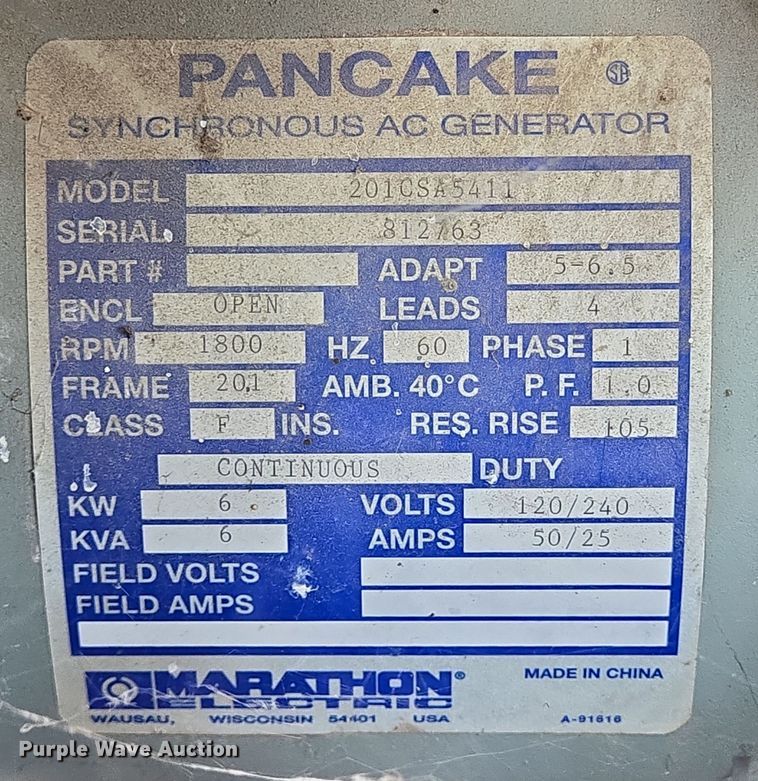 PANCAKE SA
SYNCHRONOUS AC GENERATOR
MODEL 201CSA5411
SERIAL 812763
PART # ADAPT 5-6.5
ENCL OPEN LEADS 4
RPM 1800 HZ 60 PHASE 1
FRAME 201 AMB. 40°C P. F. 1.0
CLASS F INS. RES. RISE 105
CONTINUOUS DUTY
KW 6 VOLTS 120/240
KVA 6 AMPS 50/25
FIELD VOLTS
FIELD AMPS
MARATHON® MADE IN CHINA
ELECTRIC
WAUSAU, WISCONSIN 54401 USA A-91616
Purple Wave Auction